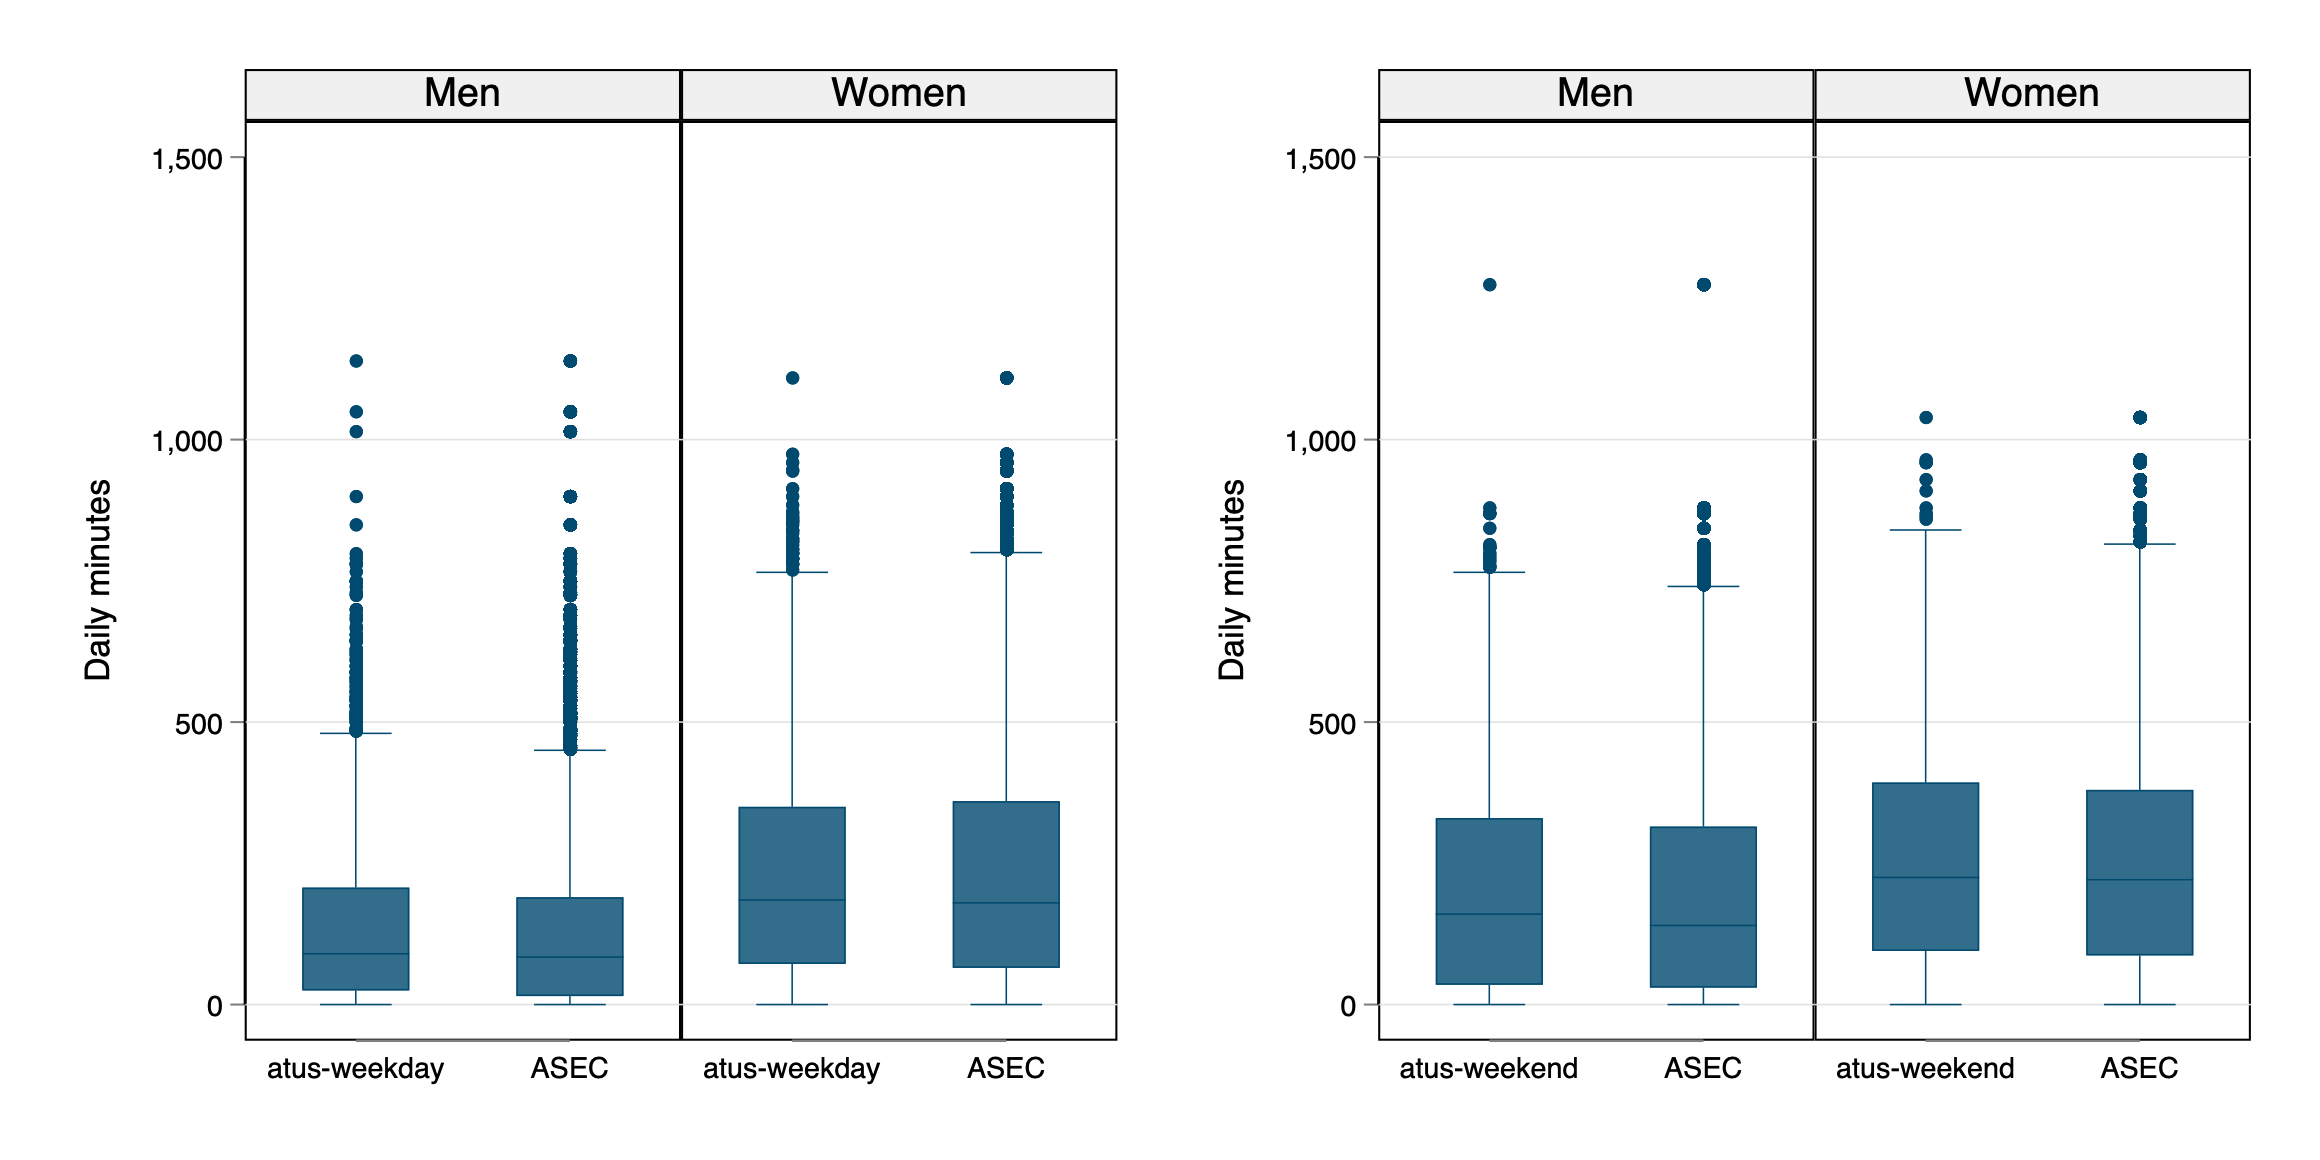 Men
Women
1,500
1,000
500
0
Daily minutes
atus-weekday
ASEC
atus-weekday
ASEC
Men
Women
1,500
1,000
500
0
Daily minutes
atus-weekend
ASEC
atus-weekend
ASEC